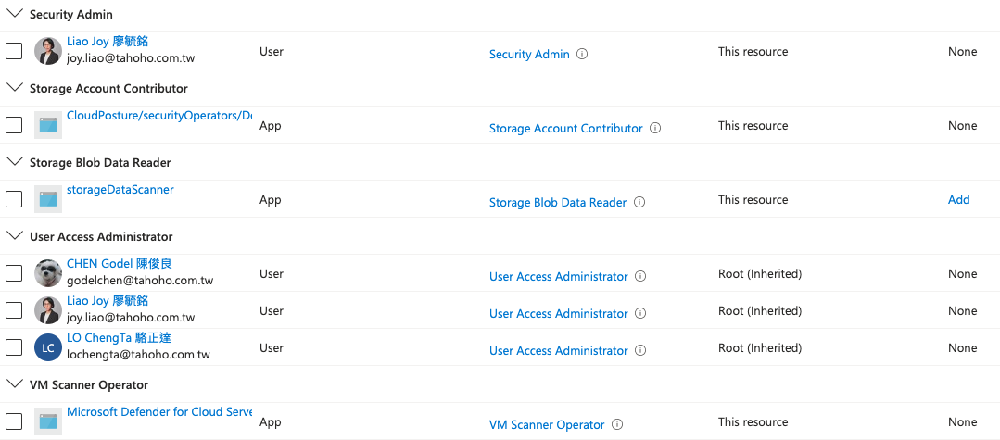 Security Admin
Liao Joy 廖毓銘
joy.liao@tahoho.com.tw
User
Security Admin
This resource
None
Storage Account Contributor
CloudPosture/securityOperators/De
App
Storage Account Contributor
This resource
None
Storage Blob Data Reader
storageDataScanner
App
Storage Blob Data Reader
This resource
Add
User Access Administrator
CHEN Godel 陳俊良
godelchen@tahoho.com.tw
User
User Access Administrator
Root (Inherited)
None
Liao Joy 廖毓銘
joy.liao@tahoho.com.tw
User
User Access Administrator
Root (Inherited)
None
LC
LO ChengTa 駱正達
lochengta@tahoho.com.tw
User
User Access Administrator
Root (Inherited)
None
VM Scanner Operator
Microsoft Defender for Cloud Serve
App
VM Scanner Operator
This resource
None